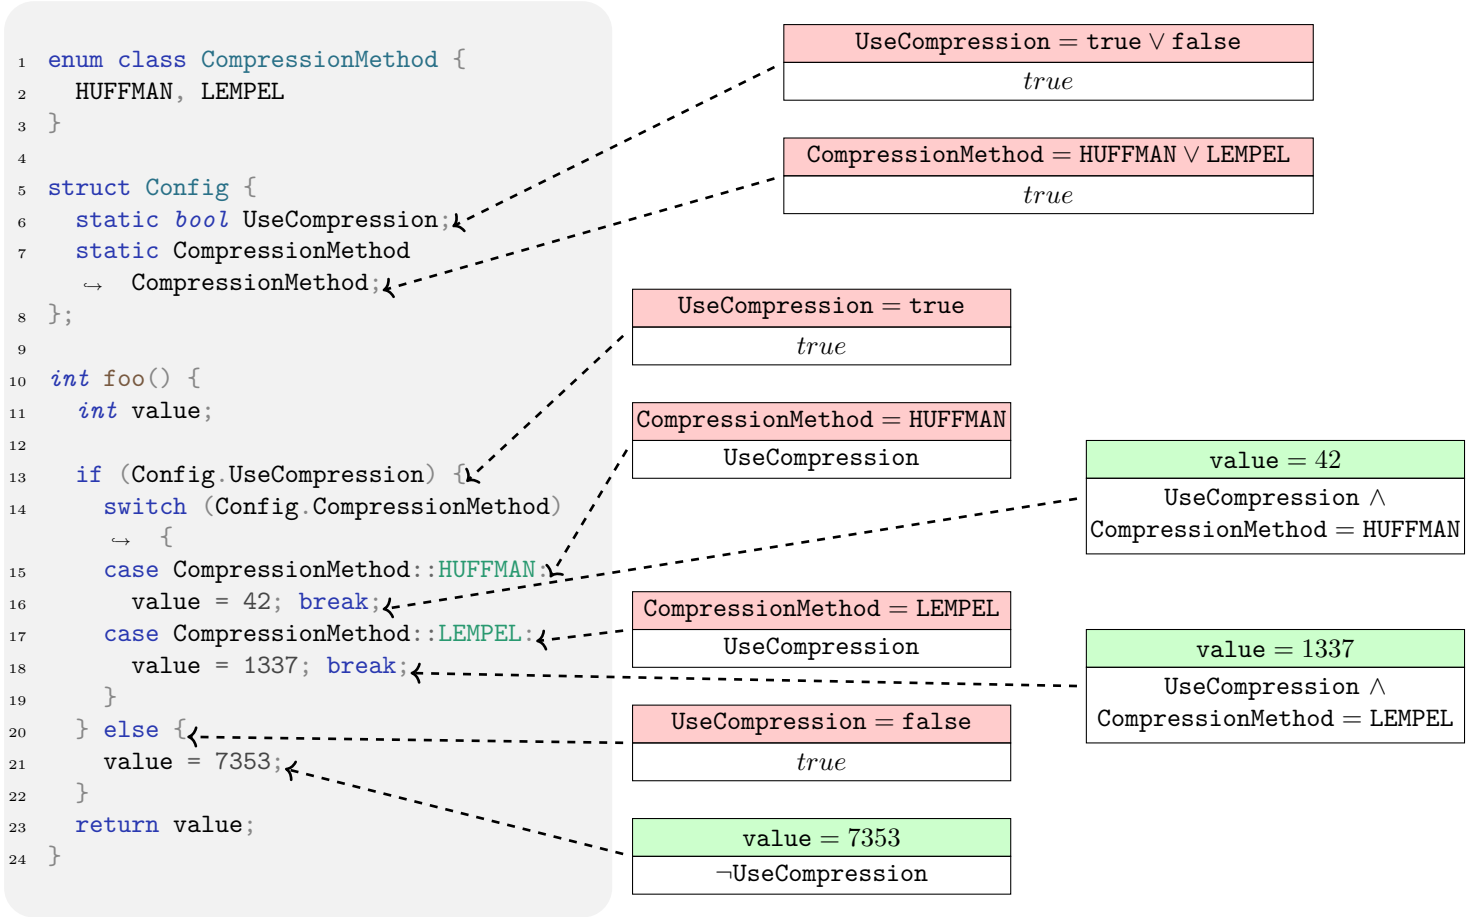 1 enum class CompressionMethod {
2 HUFFMAN, LEMPEL
3 }
4
5 struct Config {
6 static bool UseCompression;
7 static CompressionMethod
↪ CompressionMethod;
8 };
9
10 int foo() {
11 int value;
12
13 if (Config.UseCompression) {
14 switch (Config.CompressionMethod)
↪ {
15 case CompressionMethod::HUFFMAN:
16 value = 42; break;
17 case CompressionMethod::LEMPEL:
18 value = 1337; break;
19 }
20 } else {
21 value = 7353;
22 }
23 return value;
24 }
UseCompression = true ∨ false
true
CompressionMethod = HUFFMAN ∨ LEMPEL
true
UseCompression = true
true
CompressionMethod = HUFFMAN
UseCompression
value = 42
UseCompression ∧
CompressionMethod = HUFFMAN
CompressionMethod = LEMPEL
UseCompression
value = 1337
UseCompression ∧
CompressionMethod = LEMPEL
UseCompression = false
true
value = 7353
¬UseCompression